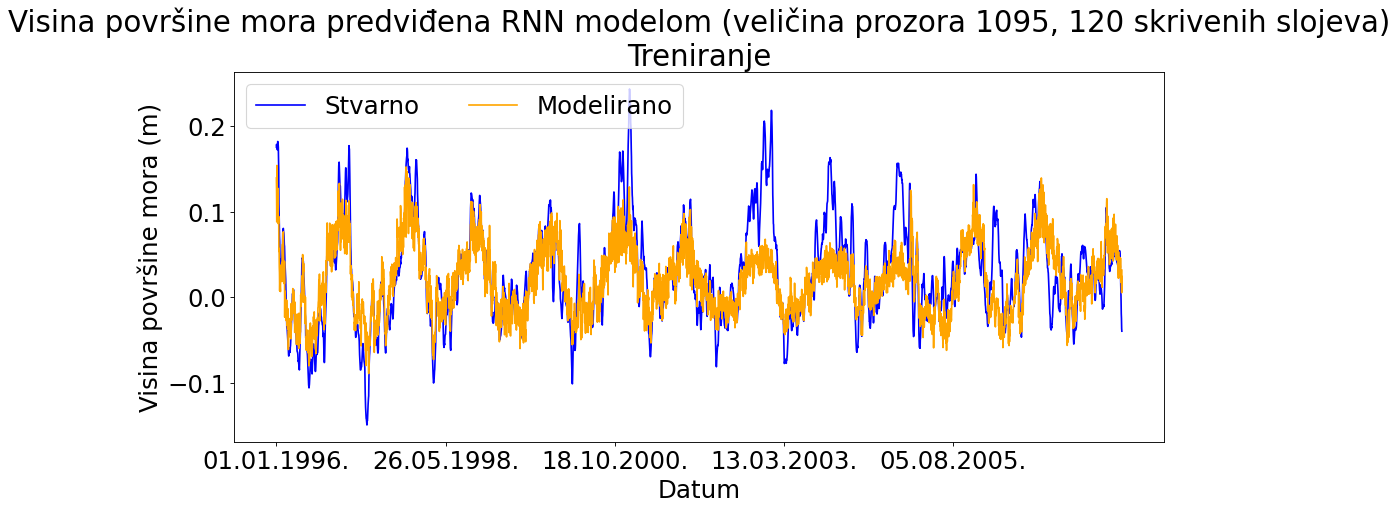 Visina površine mora predviđena RNN modelom (veličina prozora 1095, 120 skrivenih slojeva)
Treniranje
Stvarno Modelirano
Visina površine mora (m)
0.2
0.1
0.0
−0.1
01.01.1996. 26.05.1998. 18.10.2000. 13.03.2003. 05.08.2005.
Datum